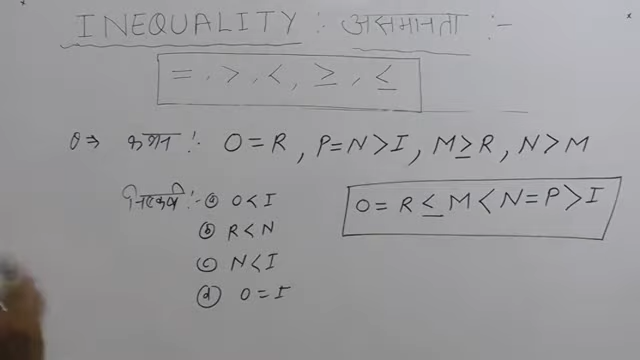 INEQUALITY : असमानता :-
=, >, <, ≥, ≤
θ⇒ कथन :- O=R, P=N>I, M≥R, N>M
निष्कर्ष :- ⓐ O<I
O=R≤M<N=P>I
ⓑ R<N
ⓒ N<I
ⓓ O=I